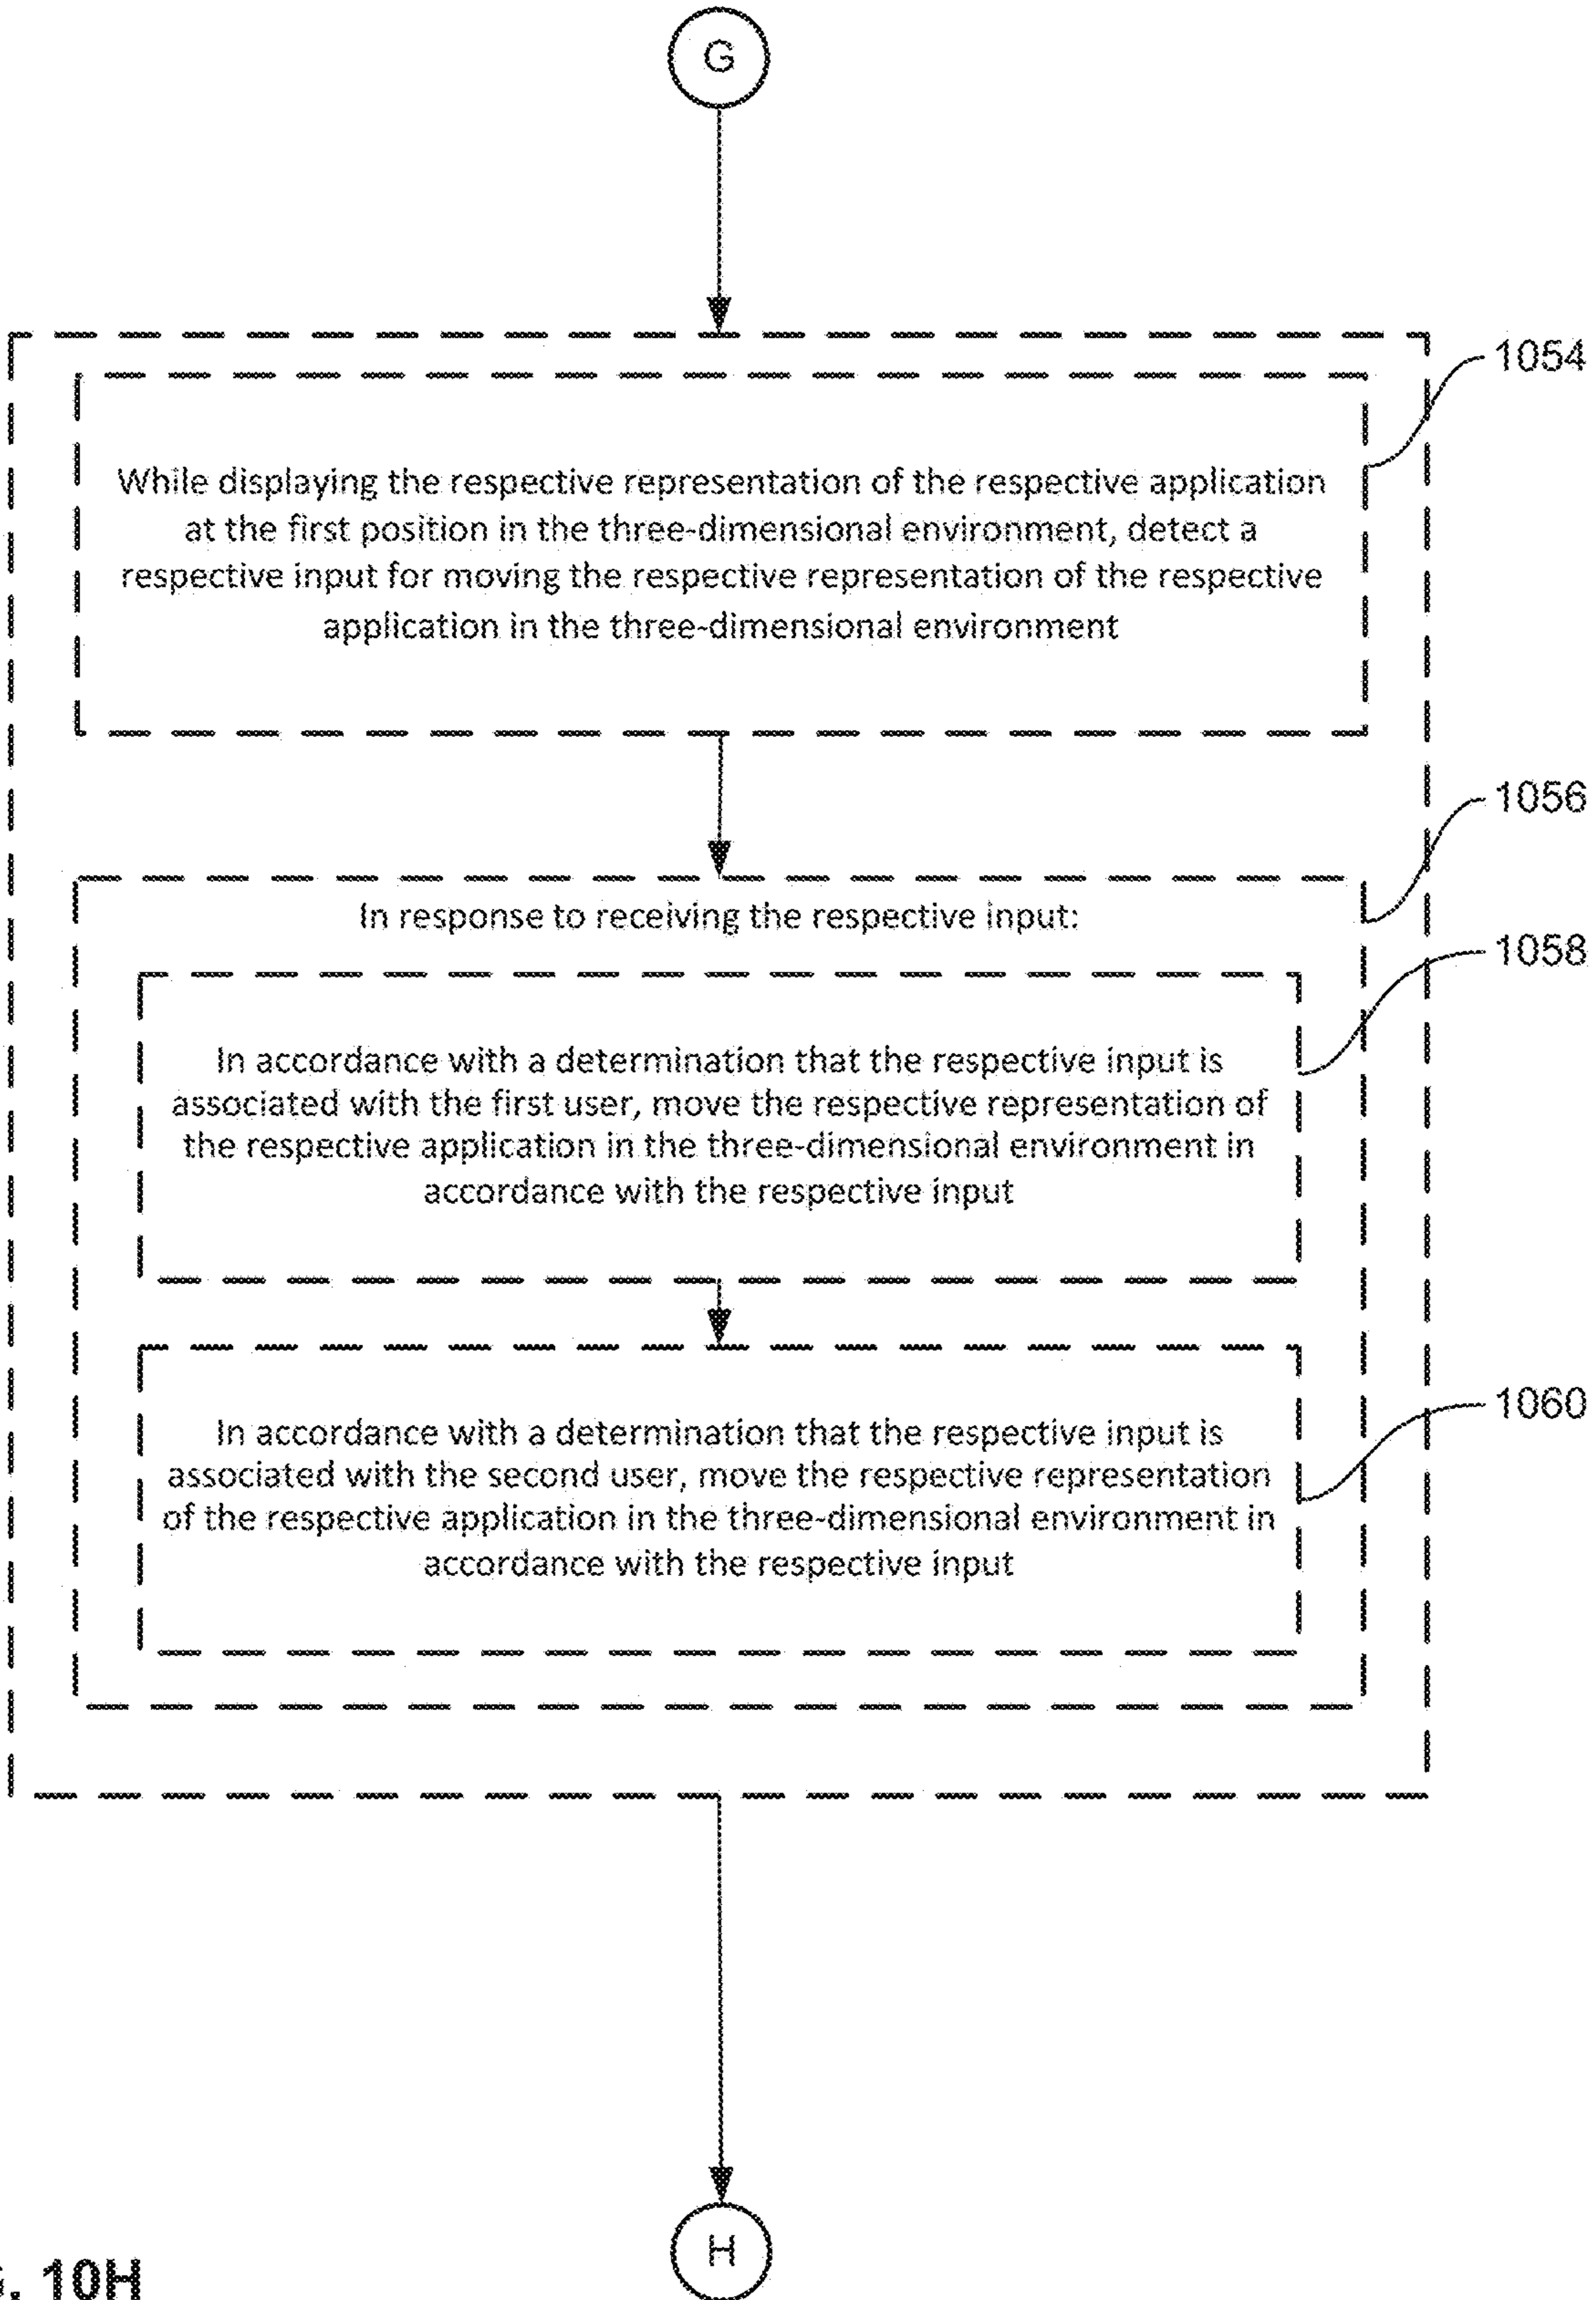 G
1054
While displaying the respective representation of the respective application
at the first position in the three-dimensional environment, detect a
respective input for moving the respective representation of the respective
application in the three-dimensional environment
1056
In response to receiving the respective input:
1058
In accordance with a determination that the respective input is
associated with the first user, move the respective representation of
the respective application in the three-dimensional environment in
accordance with the respective input
1060
In accordance with a determination that the respective input is
associated with the second user, move the respective representation
of the respective application in the three-dimensional environment in
accordance with the respective input
H
G. 10H